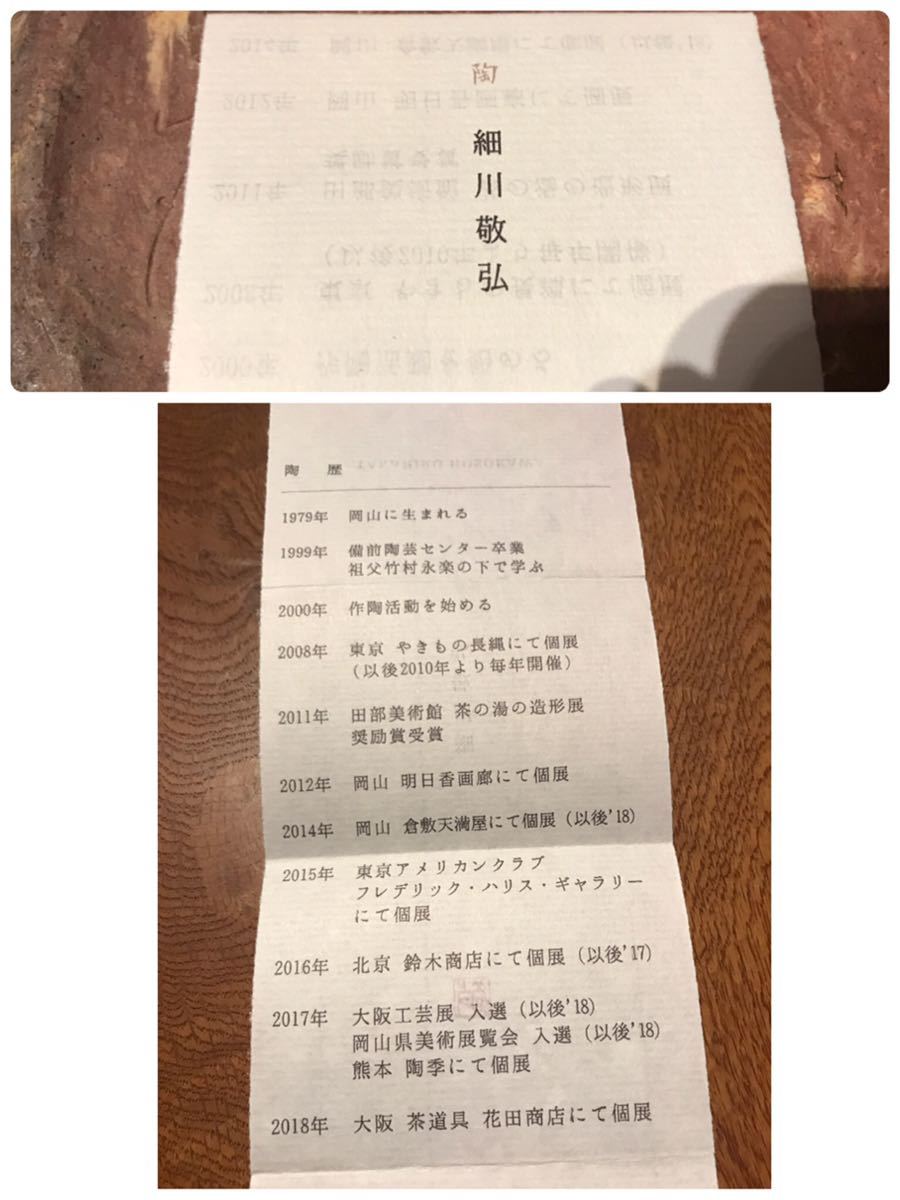 陶
細川敬弘
陶 歴
1979年 岡山に生まれる
1999年 備前陶芸センター卒業
祖父竹村永楽の下で学ぶ
2000年 作陶活動を始める
2008年 東京 やきもの長縄にて個展
(以後2010年より毎年開催)
2011年 田部美術館 茶の湯の造形展
奨励賞受賞
2012年 岡山 明日香画廊にて個展
2014年 岡山 倉敷天満屋にて個展(以後'18)
2015年 東京アメリカンクラブ
フレデリック・ハリス・ギャラリー
にて個展
2016年 北京 鈴木商店にて個展(以後'17)
2017年 大阪工芸展 入選(以後'18)
岡山県美術展覧会 入選(以後'18)
熊本 陶季にて個展
2018年 大阪 茶道具 花田商店にて個展